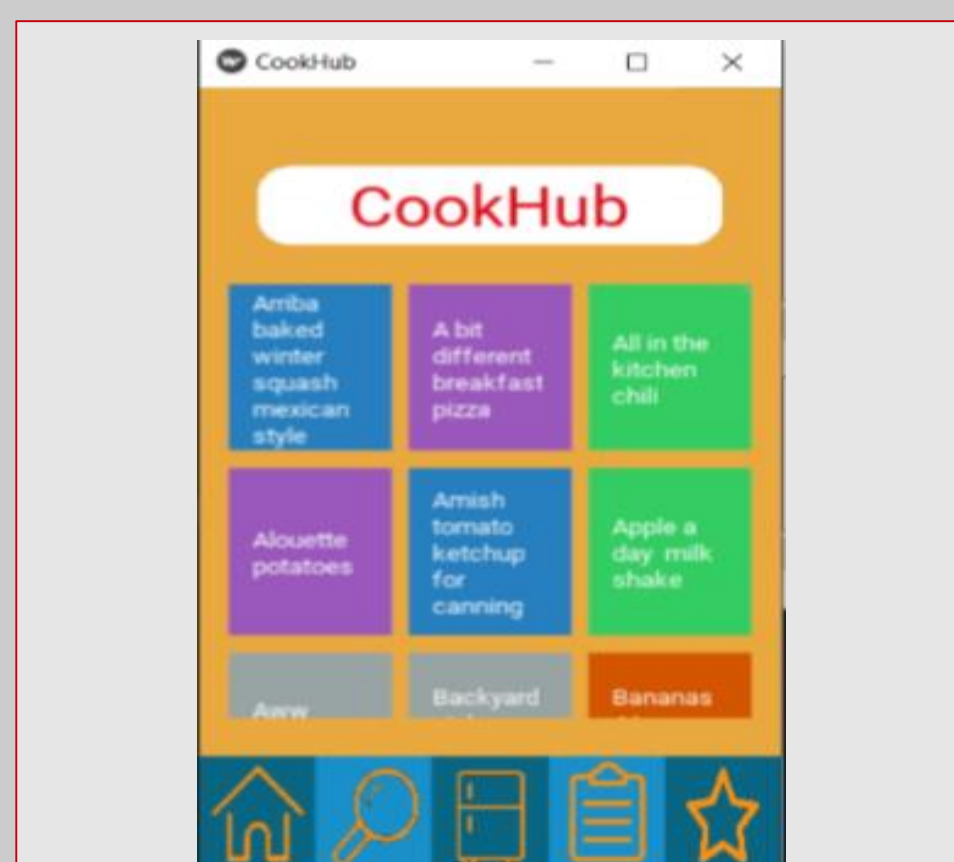 CookHub
CookHub
Arriba
baked
winter
squash
mexican
style
A bit
different
breakfast
pizza
All in the
kitchen
chili
Alouette
potatoes
Amish
tomato
ketchup
for
canning
Apple a
day milk
shake
Aww
Backyard
Bananas